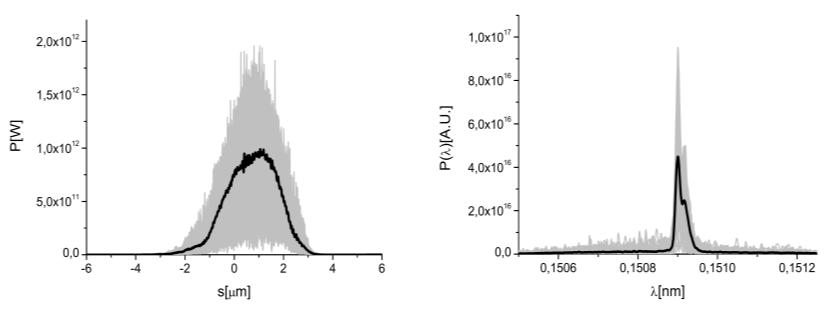 2,0x10¹²
1,5x10¹²
1,0x10¹²
5,0x10¹¹
0,0
P[W]
-6 -4 -2 0 2 4 6
s[μm]
1,0x10¹⁷
8,0x10¹⁶
6,0x10¹⁶
4,0x10¹⁶
2,0x10¹⁶
0,0
P(λ)[A.U.]
0,1506 0,1508 0,1510 0,1512
λ[nm]